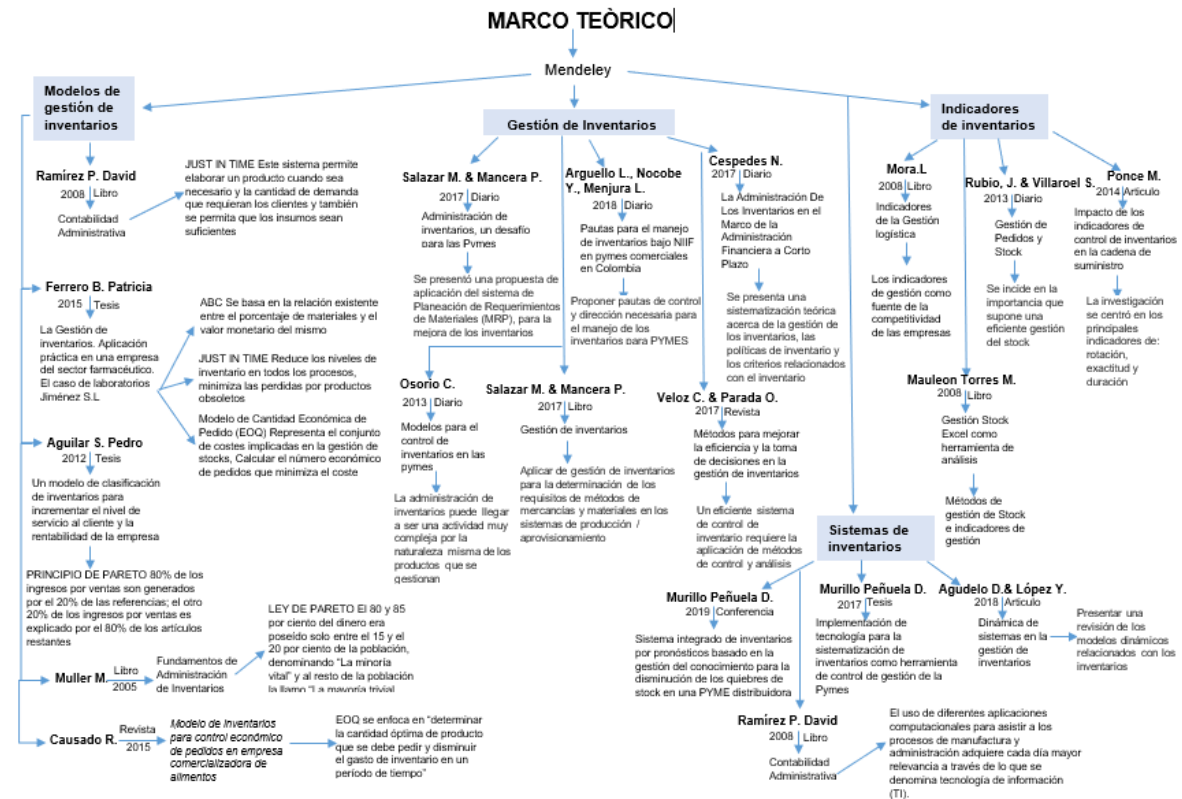 MARCO TEÒRICO
Mendeley
Modelos de
gestión de
inventarios
Ramírez P. David
2008 Libro
Contabilidad
Administrativa
JUST IN TIME Este sistema permite
elaborar un producto cuando sea
necesario y la cantidad de demanda
que requieran los clientes y también
se permita que los insumos sean
suficientes
Ferrero B. Patricia
2015 Tesis
La Gestión de
inventarios. Aplicación
práctica en una empresa
del sector farmacéutico.
El caso de laboratorios
Jiménez S.L
ABC Se basa en la relación existente
entre el porcentaje de materiales y el
valor monetario del mismo
JUST IN TIME Reduce los niveles de
inventario en todos los procesos,
minimiza las perdidas por productos
obsoletos
Modelo de Cantidad Económica de
Pedido (EOQ) Representa el conjunto
de costes implicadas en la gestión de
stocks, Calcular el número económico
de pedidos que minimiza el coste
Aguilar S. Pedro
2012 Tesis
Un modelo de clasificación
de inventarios para
incrementar el nivel de
servicio al cliente y la
rentabilidad de la empresa
PRINCIPIO DE PARETO 80% de los
ingresos por ventas son generados
por el 20% de las referencias; el otro
20% de los ingresos por ventas es
explicado por el 80% de los artículos
restantes
Muller M.
Libro
2005
Fundamentos de
Administración
de Inventarios
LEY DE PARETO El 80 y 85
por ciento del dinero era
poseído solo entre el 15 y el
20 por ciento de la población,
denominando “La minoría
vital” y al resto de la población
la llamo “La mayoría trivial
Causado R.
Revista
2015
Modelo de Inventarios
para control económico
de pedidos en empresa
comercializadora de
alimentos
EOQ se enfoca en “determinar
la cantidad óptima de producto
que se debe pedir y disminuir
el gasto de inventario en un
período de tiempo”
Gestión de Inventarios
Salazar M. & Mancera P.
2017 Diario
Administración de
inventarios, un desafío
para las Pymes
Se presentó una propuesta de
aplicación del sistema de
Planeación de Requerimientos
de Materiales (MRP), para la
mejora de los inventarios
Arguello L., Nocobe
Y., Menjura L.
2018 Diario
Pautas para el manejo
de inventarios bajo NIIF
en pymes comerciales
en Colombia
Proponer pautas de control
y dirección necesaria para
el manejo de los
inventarios para PYMES
Cespedes N.
2017 Diario
La Administración De
Los Inventarios en el
Marco de la
Administración
Financiera a Corto
Plazo
Se presenta una
sistematización teórica
acerca de la gestión de
los inventarios, las
políticas de inventario y
los criterios relacionados
con el inventario
Osorio C.
2013 Diario
Modelos para el
control de
inventarios en las
pymes
La administración de
inventarios puede llegar
a ser una actividad muy
compleja por la
naturaleza misma de los
productos que se
gestionan
Salazar M. & Mancera P.
2017 Libro
Gestión de inventarios
Aplicar de gestión de inventarios
para la determinación de los
requisitos de métodos de
mercancías y materiales en los
sistemas de producción /
aprovisionamiento
Veloz C. & Parada O.
2017 Revista
Métodos para mejorar
la eficiencia y la toma
de decisiones en la
gestión de inventarios
Un eficiente sistema
de control de
inventario requiere la
aplicación de métodos
de control y análisis
Indicadores
de inventarios
Mora.L
2008 Libro
Indicadores
de la Gestión
logística
Los indicadores
de gestión como
fuente de la
competitividad
de las empresas
Rubio, J. & Villaroel S.
2013 Diario
Gestión de
Pedidos y
Stock
Se incide en la
importancia que
supone una
eficiente gestión
del stock
Ponce M.
2014 Articulo
Impacto de los
indicadores de
control de inventarios
en la cadena de
suministro
La investigación
se centró en los
principales
indicadores de:
rotación,
exactitud y
duración
Mauleon Torres M.
2008 Libro
Gestión Stock
Excel como
herramienta de
análisis
Métodos de
gestión de Stock
e indicadores de
gestión
Sistemas de
inventarios
Murillo Peñuela D.
2019 Conferencia
Sistema integrado de inventarios
por pronósticos basado en la
gestión del conocimiento para la
disminución de los quiebres de
stock en una PYME distribuidora
Murillo Peñuela D.
2017 Tesis
Implementación de
tecnología para la
sistematización de
inventarios como herramienta
de control de gestión de la
Pymes
Agudelo D.& López Y.
2018 Articulo
Dinámica de
sistemas en la
gestión de
inventarios
Presentar una
revisión de los
modelos dinámicos
relacionados con los
inventarios
Ramírez P. David
2008 Libro
Contabilidad
Administrativa
El uso de diferentes aplicaciones
computacionales para asistir a los
procesos de manufactura y
administración adquiere cada día mayor
relevancia a través de lo que se
denomina tecnología de información
(TI).